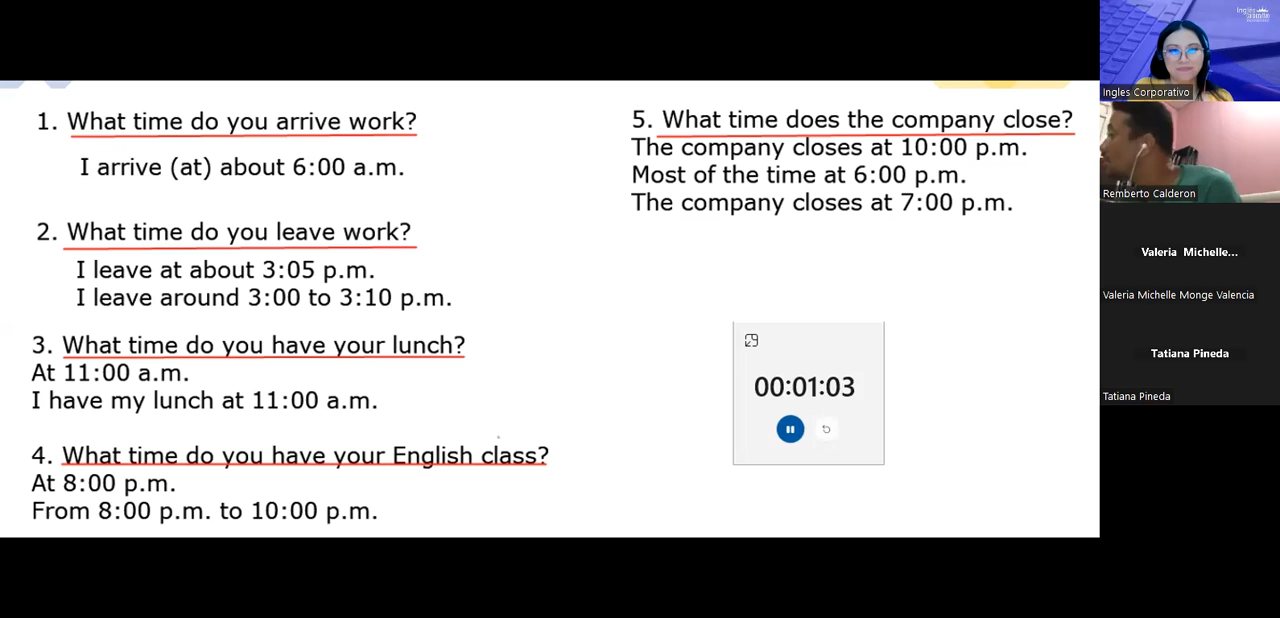 1. What time do you arrive work?
I arrive (at) about 6:00 a.m.
2. What time do you leave work?
I leave at about 3:05 p.m.
I leave around 3:00 to 3:10 p.m.
3. What time do you have your lunch?
At 11:00 a.m.
I have my lunch at 11:00 a.m.
4. What time do you have your English class?
At 8:00 p.m.
From 8:00 p.m. to 10:00 p.m.
5. What time does the company close?
The company closes at 10:00 p.m.
Most of the time at 6:00 p.m.
The company closes at 7:00 p.m.
00:01:03
Ingles Corporativo
Remberto Calderon
Valeria Michelle...
Valeria Michelle Monge Valencia
Tatiana Pineda
Tatiana Pineda